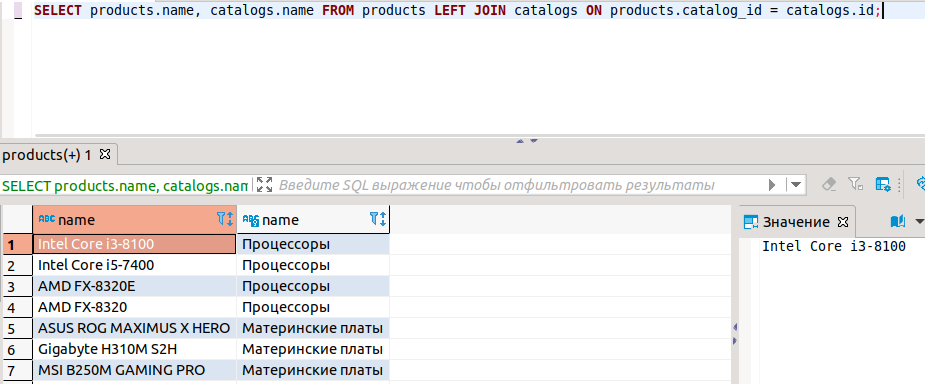 SELECT products.name, catalogs.name FROM products LEFT JOIN catalogs ON products.catalog_id = catalogs.id;
products(+) 1
SELECT products.name, catalogs.nam Введите SQL выражение чтобы отфильтровать результаты
ABC name ABC name
Значение
1 Intel Core i3-8100 Процессоры
Intel Core i3-8100
2 Intel Core i5-7400 Процессоры
3 AMD FX-8320E Процессоры
4 AMD FX-8320 Процессоры
5 ASUS ROG MAXIMUS X HERO Материнские платы
6 Gigabyte H310M S2H Материнские платы
7 MSI B250M GAMING PRO Материнские платы